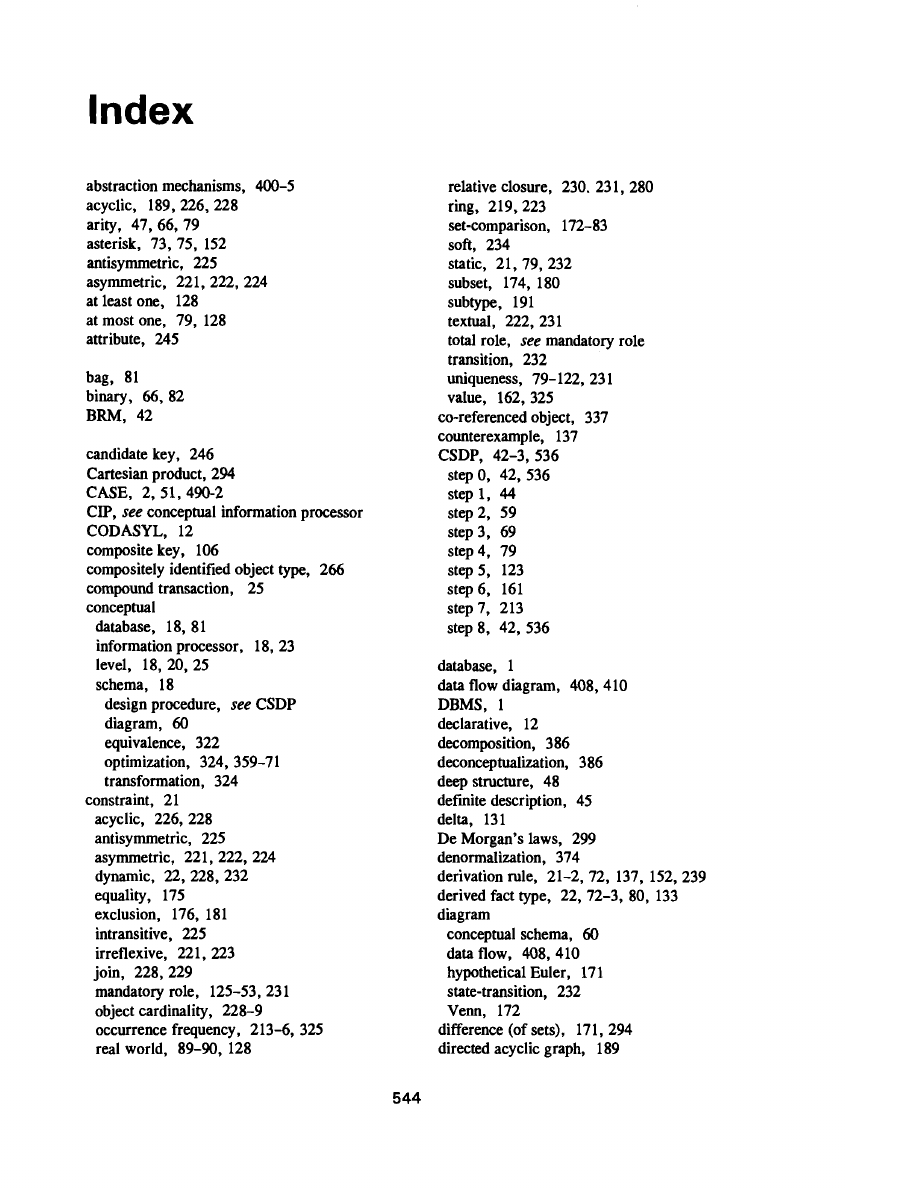 Index
abstraction mechanisms, 400–5
acyclic, 189, 226, 228
arity, 47, 66, 79
asterisk, 73, 75, 152
antisymmetric, 225
asymmetric, 221, 222, 224
at least one, 128
at most one, 79, 128
attribute, 245
bag, 81
binary, 66, 82
BRM, 42
candidate key, 246
Cartesian product, 294
CASE, 2, 51, 490-2
CIP, see conceptual information processor
CODASYL, 12
composite key, 106
compositely identified object type, 266
compound transaction, 25
conceptual
database, 18, 81
information processor, 18, 23
level, 18, 20, 25
schema, 18
design procedure, see CSDP
diagram, 60
equivalence, 322
optimization, 324, 359–71
transformation, 324
constraint, 21
acyclic, 226, 228
antisymmetric, 225
asymmetric, 221, 222, 224
dynamic, 22, 228, 232
equality, 175
exclusion, 176, 181
intransitive, 225
irreflexive, 221, 223
join, 228, 229
mandatory role, 125–53, 231
object cardinality, 228–9
occurrence frequency, 213–6, 325
real world, 89–90, 128
relative closure, 230. 231, 280
ring, 219, 223
set-comparison, 172–83
soft, 234
static, 21, 79, 232
subset, 174, 180
subtype, 191
textual, 222, 231
total role, see mandatory role
transition, 232
uniqueness, 79–122, 231
value, 162, 325
co-referenced object, 337
counterexample, 137
CSDP, 42–3, 536
step 0, 42, 536
step 1, 44
step 2, 59
step 3, 69
step 4, 79
step 5, 123
step 6, 161
step 7, 213
step 8, 42, 536
database, 1
data flow diagram, 408, 410
DBMS, 1
declarative, 12
decomposition, 386
deconceptualization, 386
deep structure, 48
definite description, 45
delta, 131
De Morgan's laws, 299
denormalization, 374
derivation rule, 21–2, 72, 137, 152, 239
derived fact type, 22, 72–3, 80, 133
diagram
conceptual schema, 60
data flow, 408, 410
hypothetical Euler, 171
state-transition, 232
Venn, 172
difference (of sets), 171, 294
directed acyclic graph, 189
544